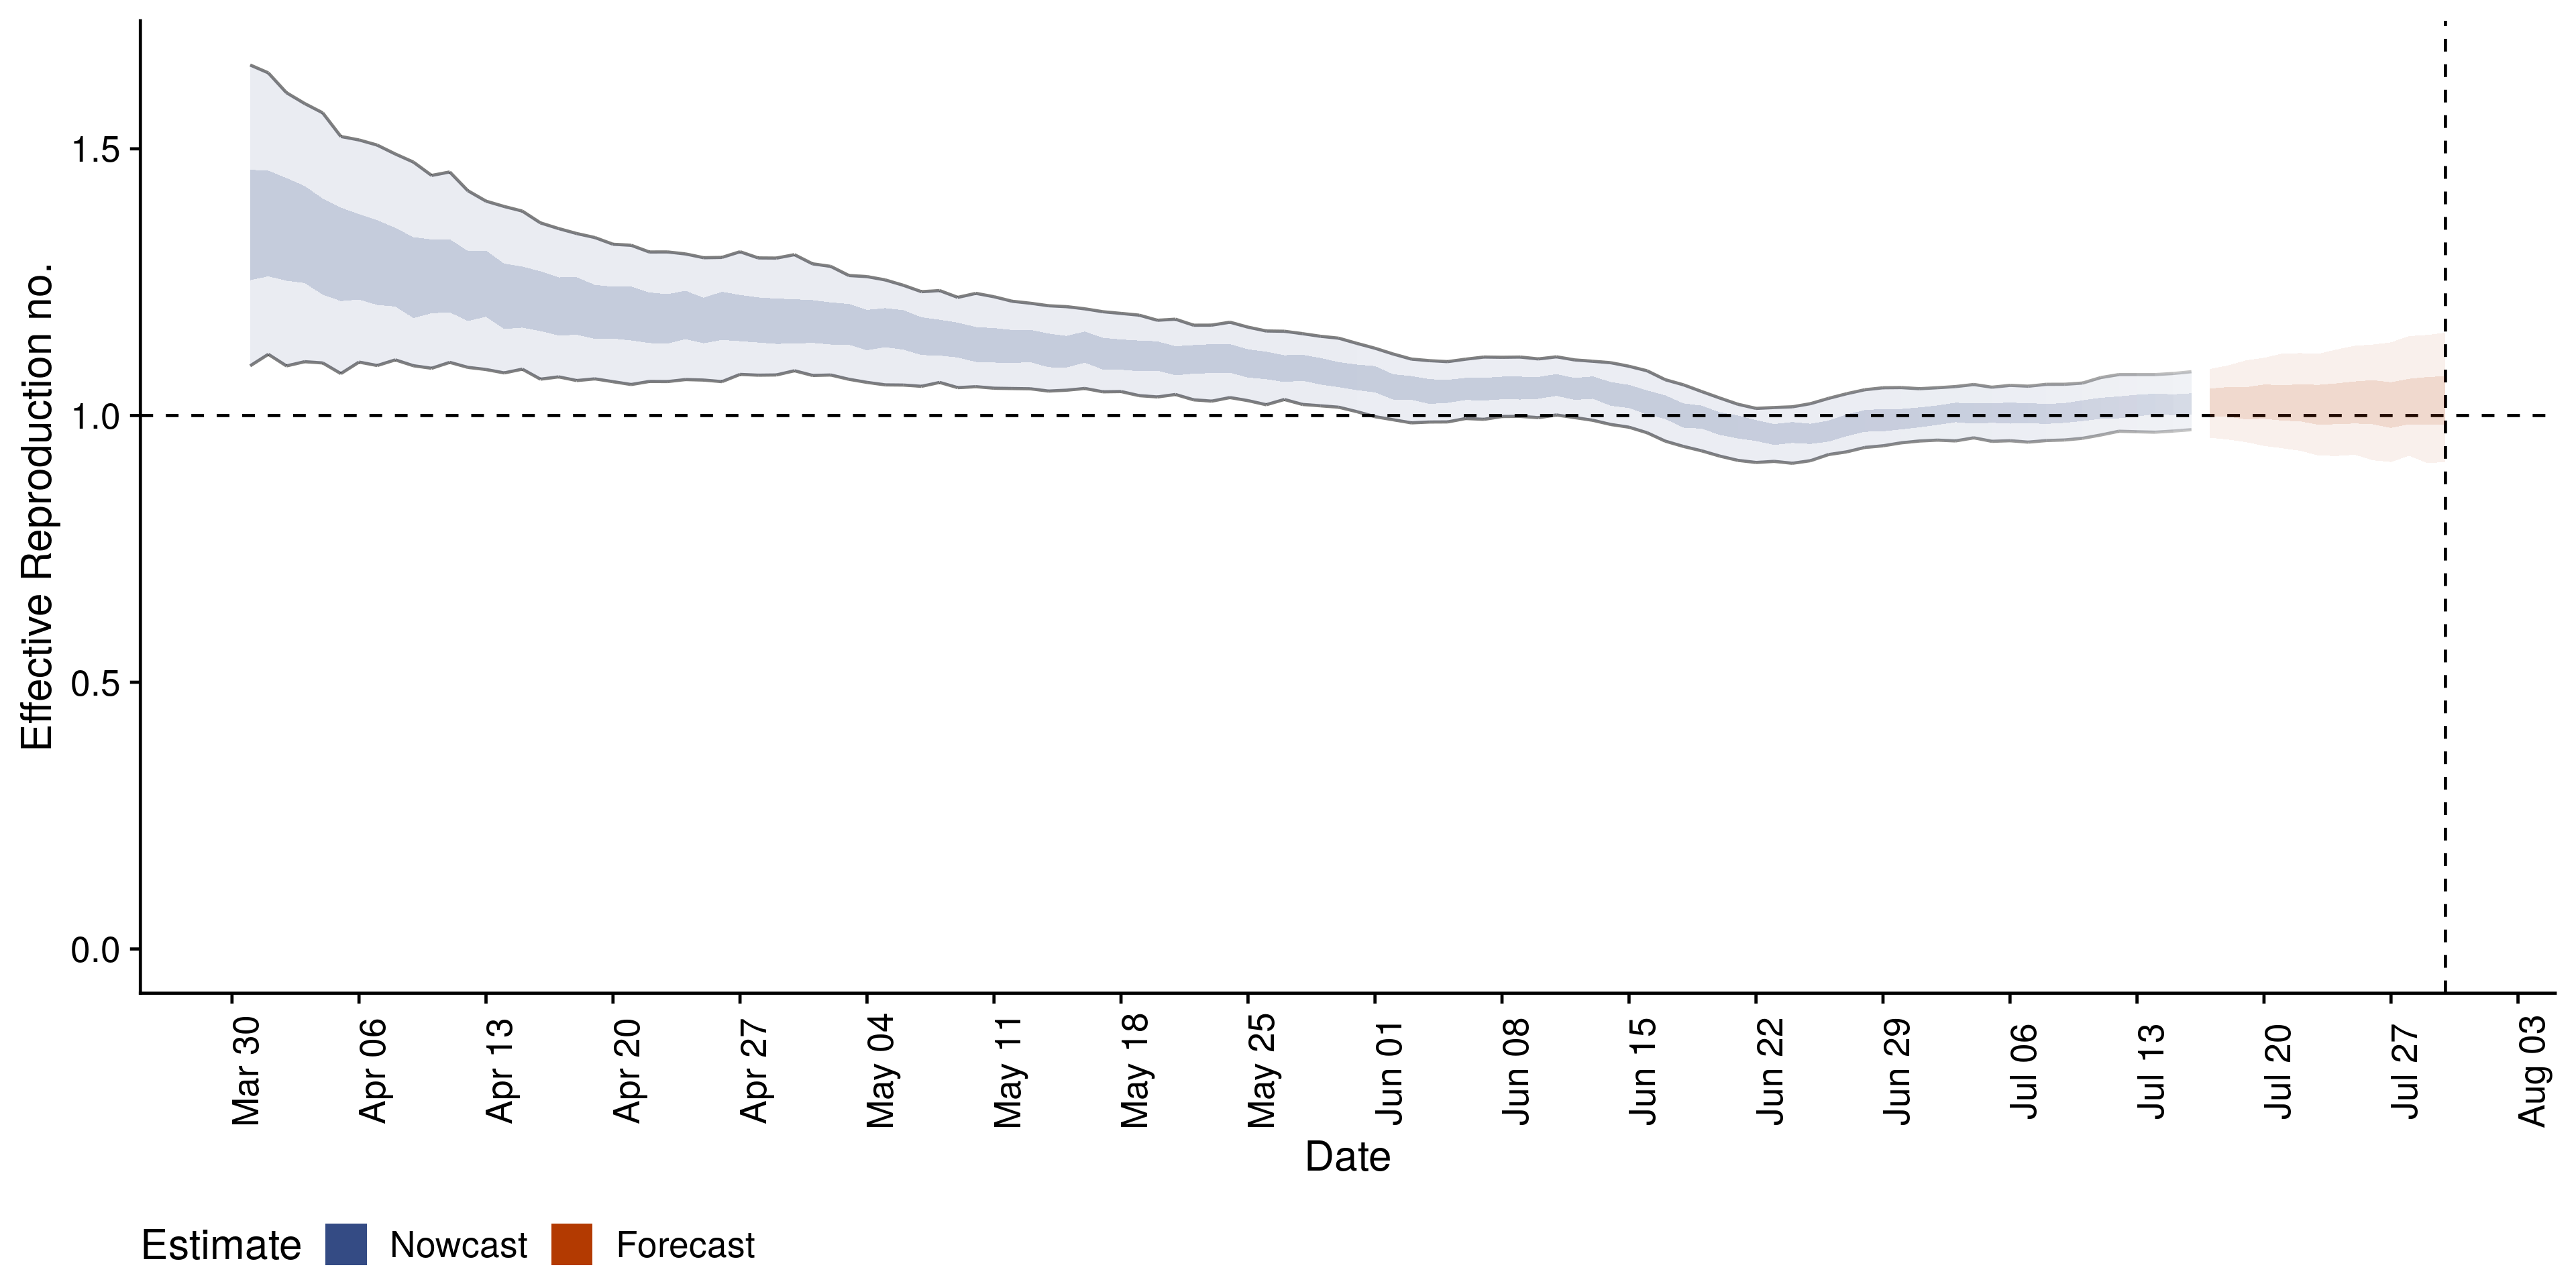 Effective Reproduction no.
1.5
1.0
0.5
0.0
Mar 30
Apr 06
Apr 13
Apr 20
Apr 27
May 04
May 11
May 18
May 25
Jun 01
Jun 08
Jun 15
Jun 22
Jun 29
Jul 06
Jul 13
Jul 20
Jul 27
Aug 03
Date
Estimate Nowcast Forecast